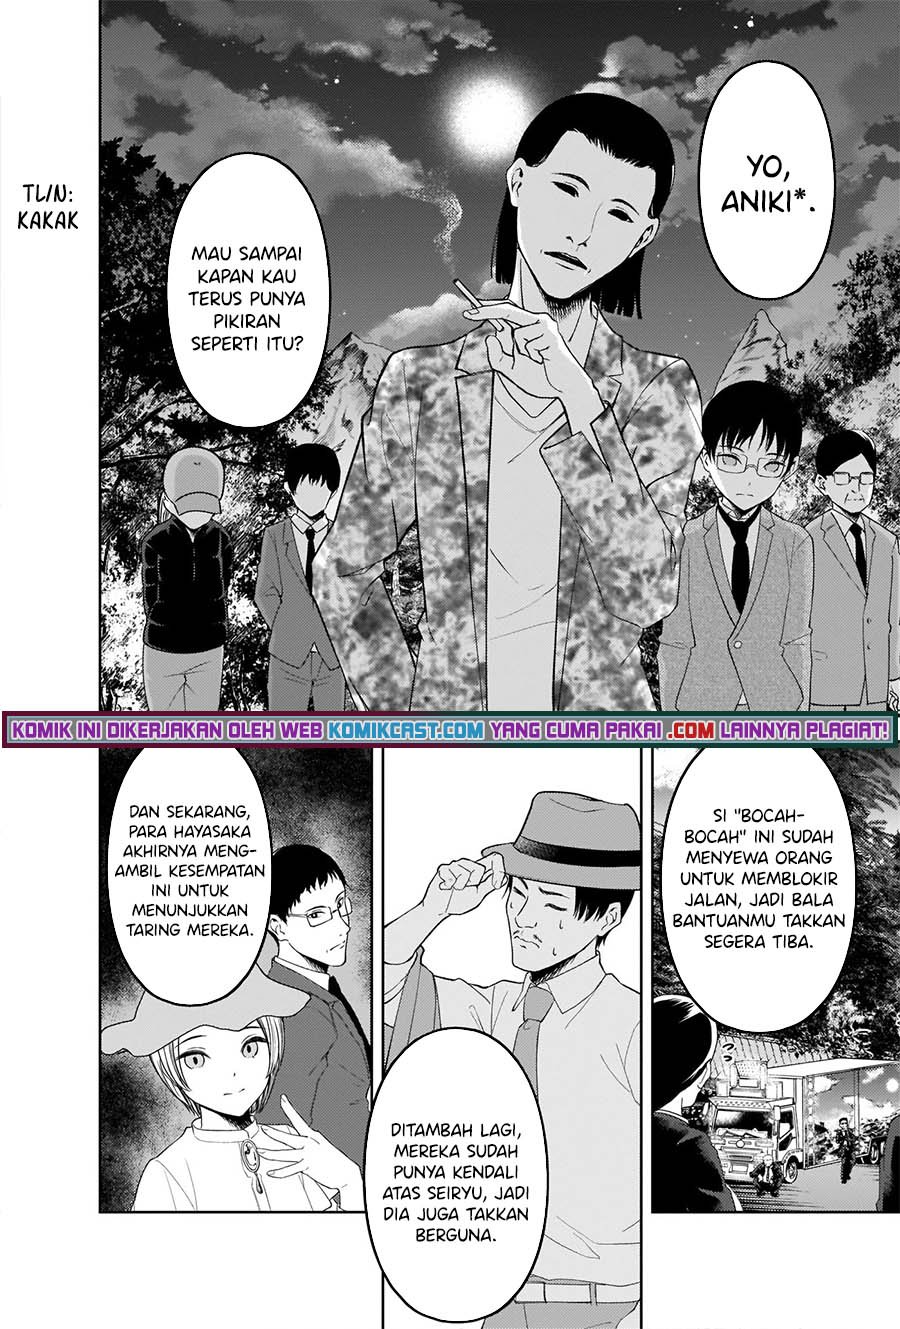 YO,
ANIKI*.
TL/N:
KAKAK
MAU SAMPAI
KAPAN KAU
TERUS PUNYA
PIKIRAN
SEPERTI ITU?
KOMIK INI DIKERJAKAN OLEH WEB KOMIKCAST.COM YANG CUMA PAKAI .COM LAINNYA PLAGIAT!
SI "BOCAH-
BOCAH" INI SUDAH
MENYEWA ORANG
UNTUK MEMBLOKIR
JALAN, JADI BALA
BANTUANMU TAKKAN
SEGERA TIBA.
DITAMBAH LAGI,
MEREKA SUDAH
PUNYA KENDALI
ATAS SEIRYU, JADI
DIA JUGA TAKKAN
BERGUNA.
DAN SEKARANG,
PARA HAYASAKA
AKHIRNYA MENG-
AMBIL KESEMPATAN
INI UNTUK
MENUNJUKKAN
TARING MEREKA.